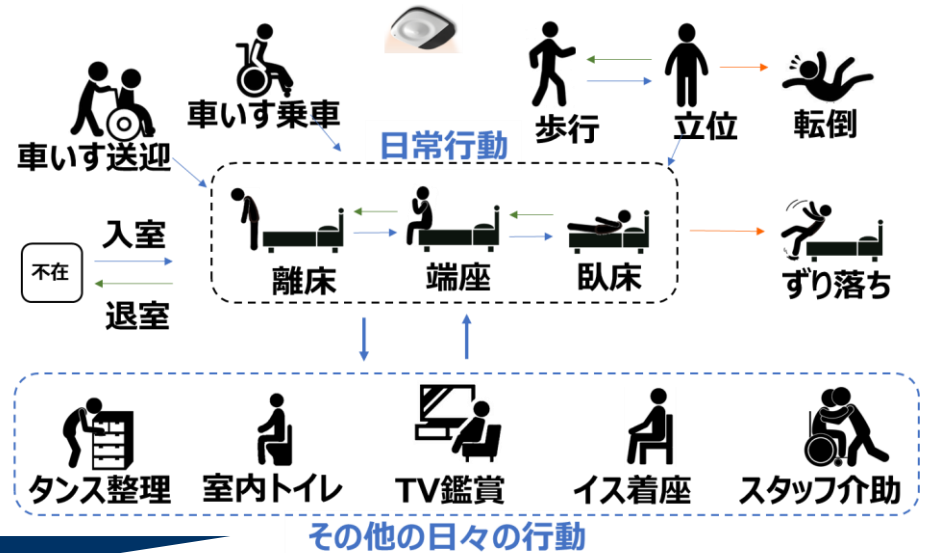 歩行
立位
転倒
車いす乗車
車いす送迎
日常行動
入室
不在
退室
離床
端座
臥床
ずり落ち
タンス整理
室内トイレ
TV鑑賞
イス着座
スタッフ介助
その他の日々の行動